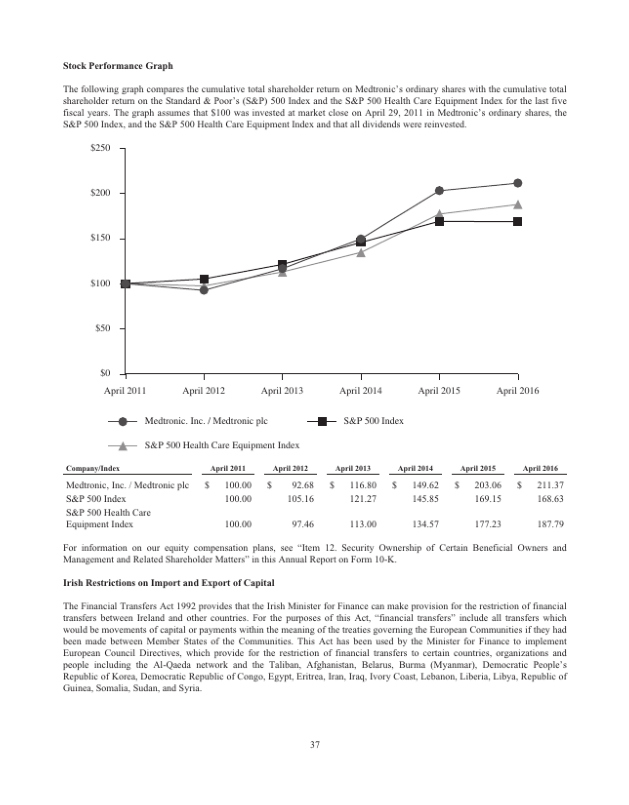 Stock Performance Graph
The following graph compares the cumulative total shareholder return on Medtronic's ordinary shares with the cumulative total
shareholder return on the Standard & Poor's (S&P) 500 Index and the S&P 500 Health Care Equipment Index for the last five
fiscal years. The graph assumes that $100 was invested at market close on April 29, 2011 in Medtronic's ordinary shares, the
S&P 500 Index, and the S&P 500 Health Care Equipment Index and that all dividends were reinvested.
$250
$200
$150
$100
$50
$0
April 2011 April 2012 April 2013 April 2014 April 2015 April 2016
Medtronic. Inc. / Medtronic plc S&P 500 Index
S&P 500 Health Care Equipment Index
Company/Index April 2011 April 2012 April 2013 April 2014 April 2015 April 2016
Medtronic, Inc. / Medtronic plc $ 100.00 $ 92.68 $ 116.80 $ 149.62 $ 203.06 $ 211.37
S&P 500 Index 100.00 105.16 121.27 145.85 169.15 168.63
S&P 500 Health Care
Equipment Index 100.00 97.46 113.00 134.57 177.23 187.79
For information on our equity compensation plans, see “Item 12. Security Ownership of Certain Beneficial Owners and
Management and Related Shareholder Matters” in this Annual Report on Form 10-K.
Irish Restrictions on Import and Export of Capital
The Financial Transfers Act 1992 provides that the Irish Minister for Finance can make provision for the restriction of financial
transfers between Ireland and other countries. For the purposes of this Act, “financial transfers” include all transfers which
would be movements of capital or payments within the meaning of the treaties governing the European Communities if they had
been made between Member States of the Communities. This Act has been used by the Minister for Finance to implement
European Council Directives, which provide for the restriction of financial transfers to certain countries, organizations and
people including the Al-Qaeda network and the Taliban, Afghanistan, Belarus, Burma (Myanmar), Democratic People's
Republic of Korea, Democratic Republic of Congo, Egypt, Eritrea, Iran, Iraq, Ivory Coast, Lebanon, Liberia, Libya, Republic of
Guinea, Somalia, Sudan, and Syria.
37